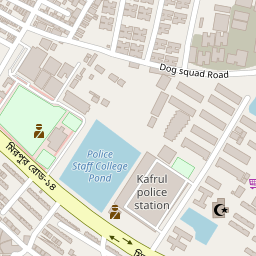 Dog squad Road
Police
Staff College
Pond
Kafrul
police
station
মিরপুর রোড-১৪